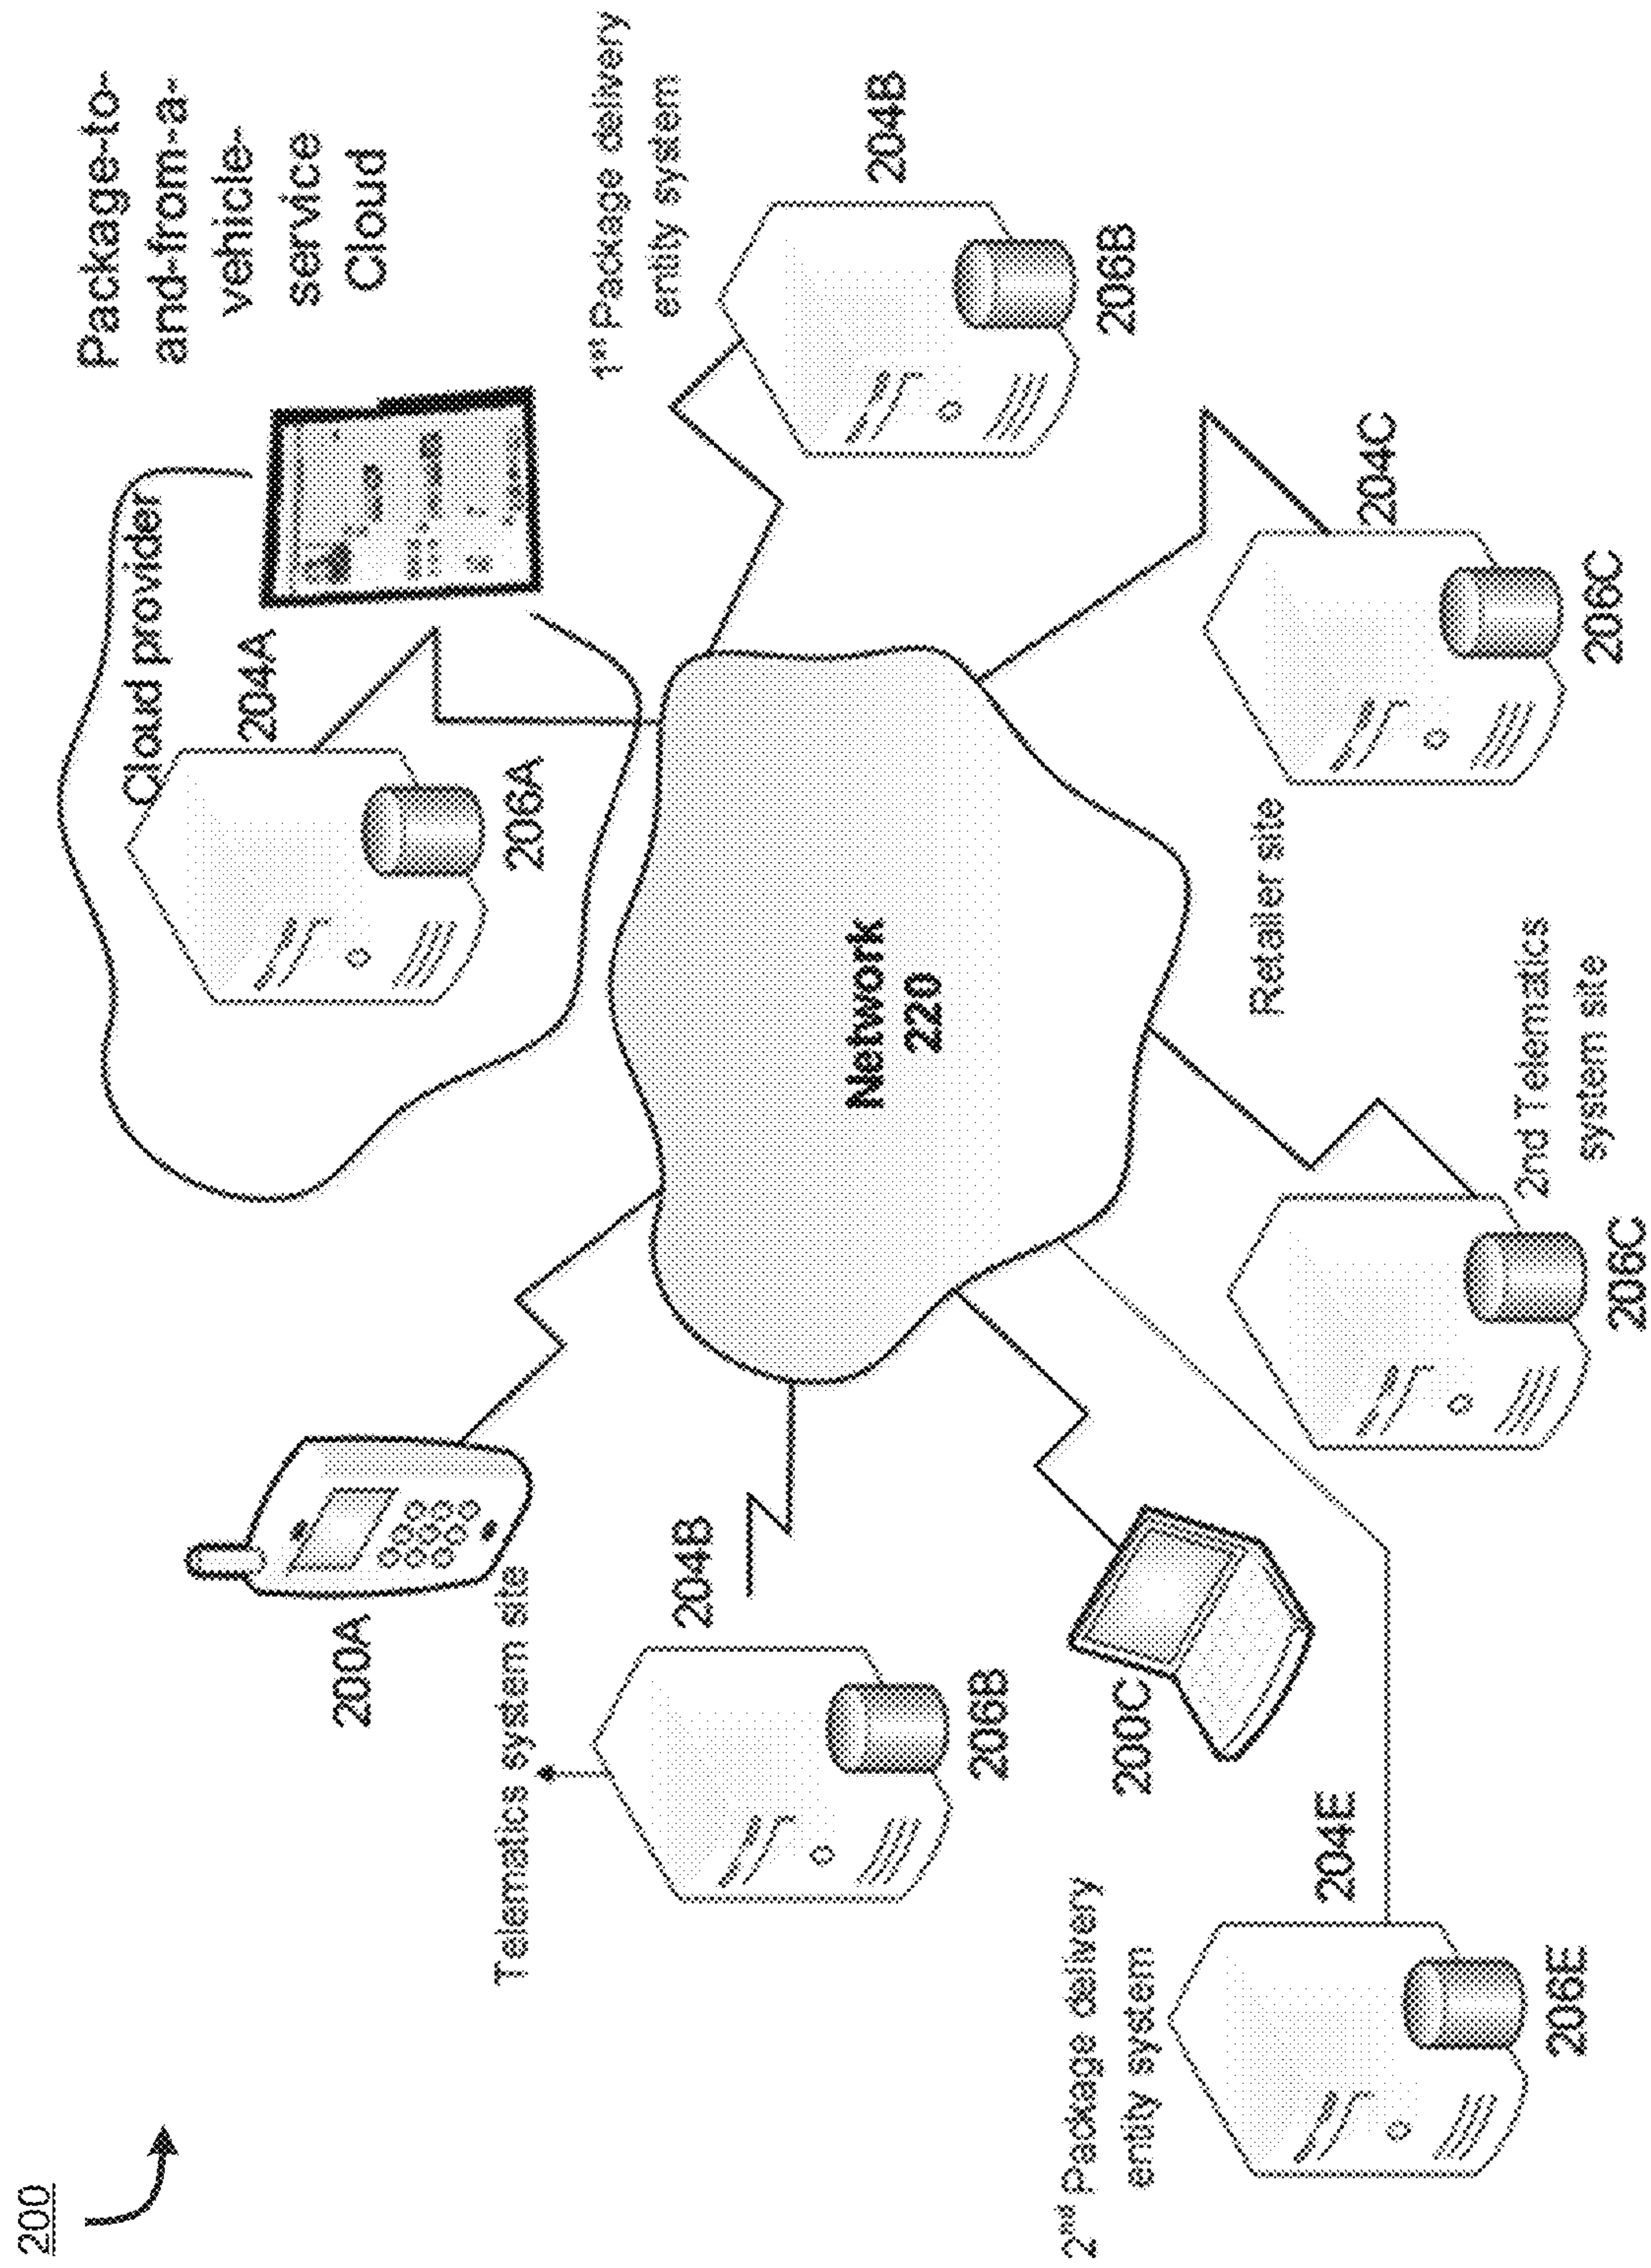 200
Cloud provider
Package-to-
and-from-a-
vehicle-
service
Cloud
204A
206A
200A
Telematics system site
204B
206B
1st Package delivery
entity system
204B
206B
Network
220
200C
2nd Package delivery
entity system
204E
206E
Retailer site
204C
206C
2nd Telematics
system site
206C